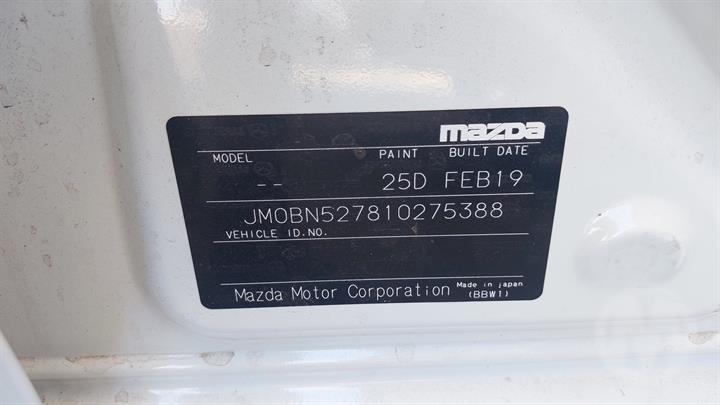 mazda
MODEL PAINT BUILT DATE
-- 25D FEB19
JM0BN527810275388
VEHICLE ID.NO.
Mazda Motor Corporation Made in japan
(BBW1)